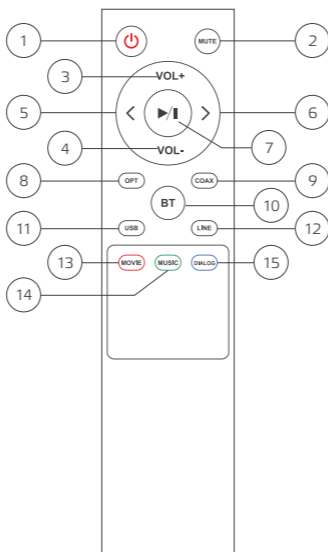 1
MUTE
2
3
VOL+
5
6
4
VOL-
7
8
OPT
COAX
9
BT
10
11
USB
LINE
12
13
MOVIE
MUSIC
DIALOG
15
14